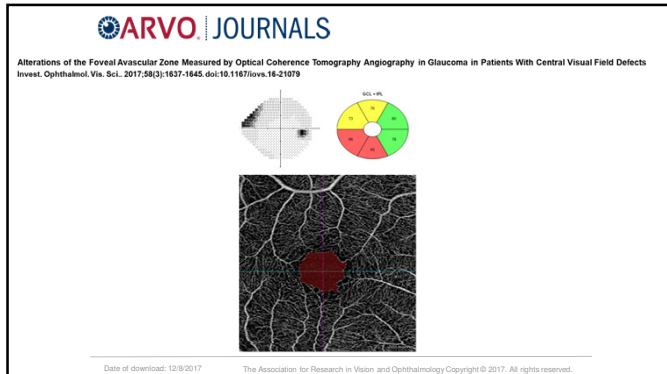 ARVO. JOURNALS
Alterations of the Foveal Avascular Zone Measured by Optical Coherence Tomography Angiography in Glaucoma in Patients With Central Visual Field Defects
Invest. Ophthalmol. Vis. Sci.. 2017;58(3):1637-1645. doi:10.1167/iovs.16-21079
GCL + IPL
Date of download: 12/8/2017
The Association for Research in Vision and Ophthalmology Copyright © 2017. All rights reserved.